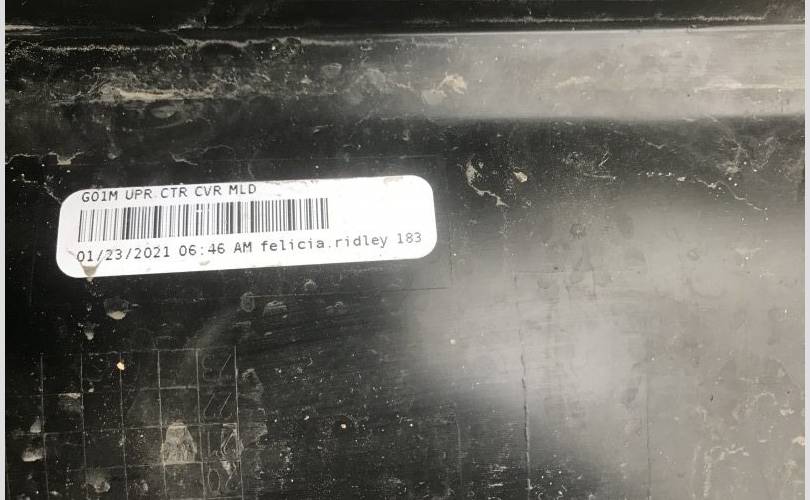 G01M UPR CTR CVR MLD
01/23/2021 06:46 AM felicia.ridley 183